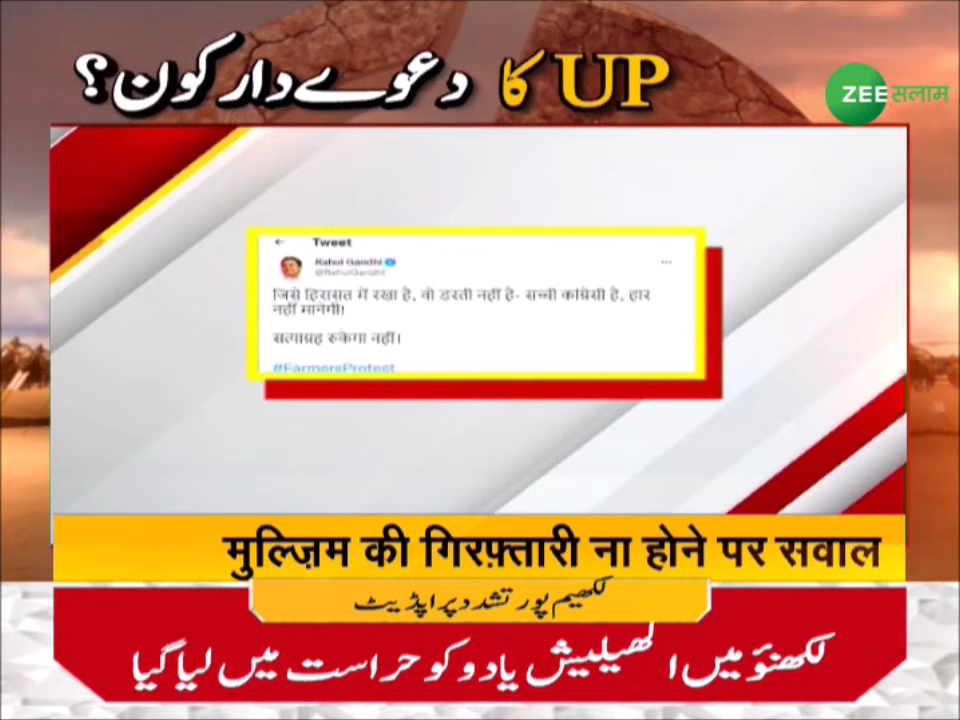 UP کا دعوے دار کون؟
ZEE सलाम
← Tweet
Rahul Gandhi
@RahulGandhi
जिसे हिरासत में रखा है, वो डरती नहीं है- सच्ची कांग्रेसी है, हार
नहीं मानेगी!
सत्याग्रह रुकेगा नहीं।
#FarmersProtest
मुल्ज़िम की गिरफ़्तारी ना होने पर सवाल
لکھیم پور تشدد پر اپڈیٹ
لکھنؤ میں اکھیلیش یادو کو حراست میں لیا گیا